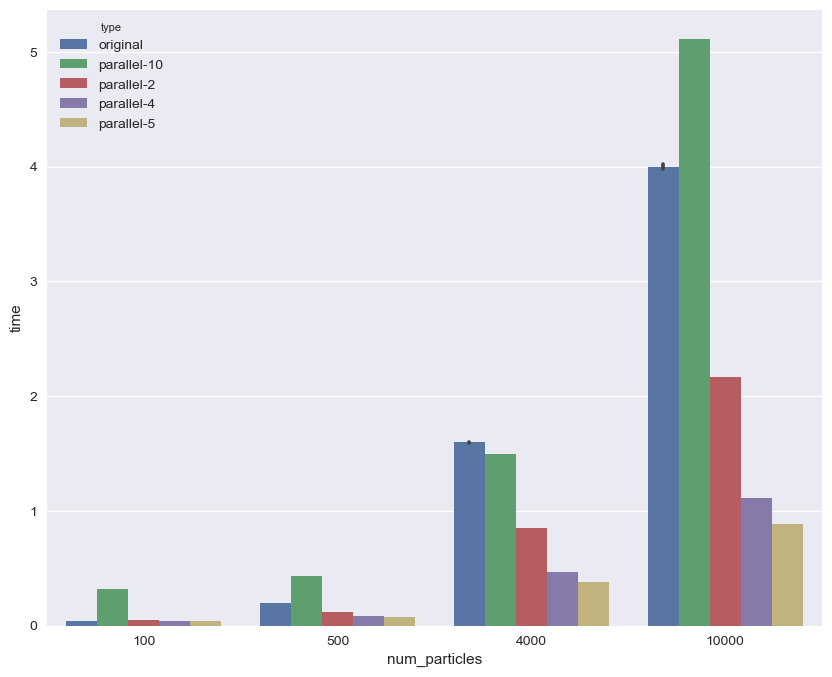 type
original
parallel-10
parallel-2
parallel-4
parallel-5
5
4
3
2
1
0
time
100 500 4000 10000
num_particles